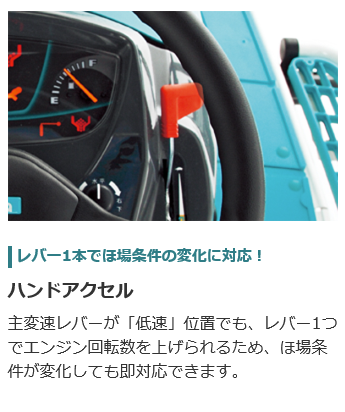 F
E
レバー1本でほ場条件の変化に対応！
ハンドアクセル
主変速レバーが「低速」位置でも、レバー1つ
でエンジン回転数を上げられるため、ほ場条
件が変化しても即対応できます。